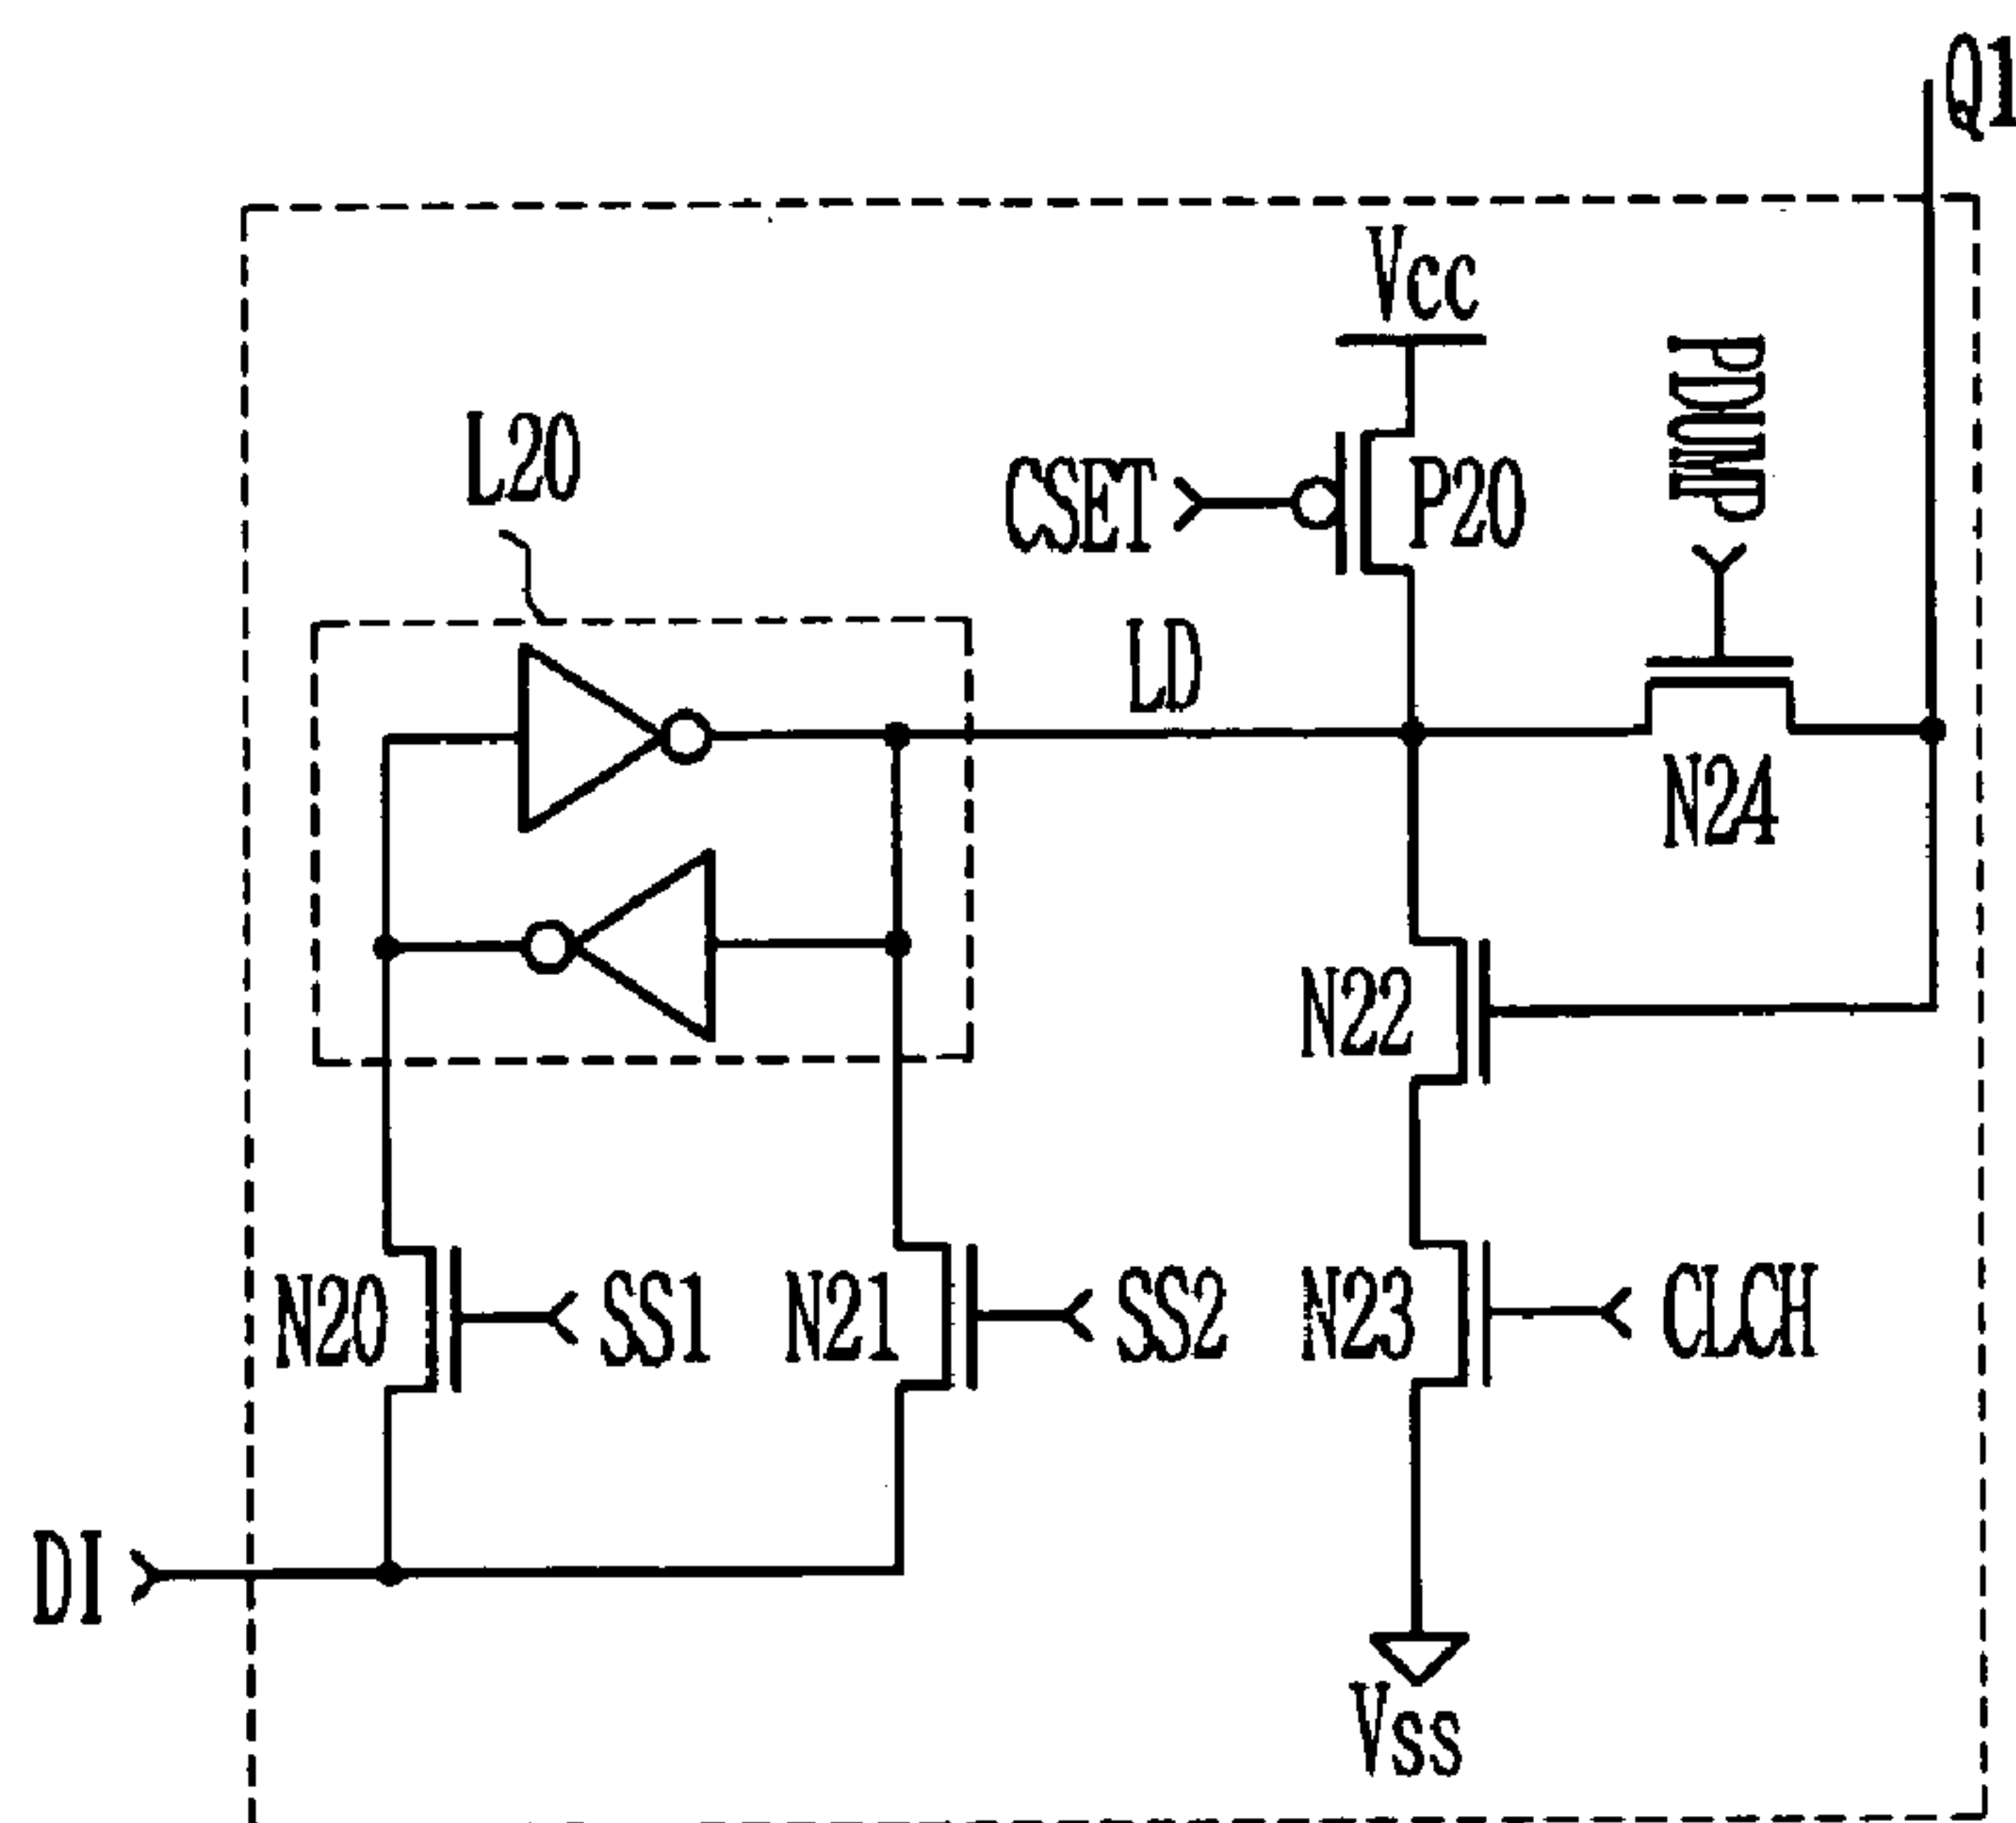 Q1
Vcc
PDUMP
L20
CSET
P20
LD
N24
N22
N20
SS1
N21
SS2
N23
CLCH
DI
Vss